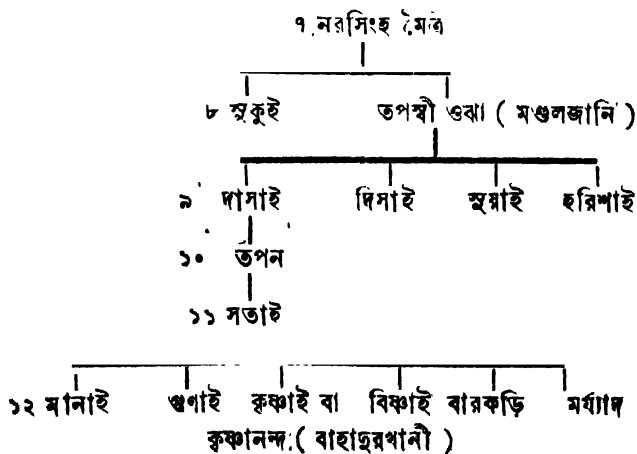 ৭ নরসিংহ মৈত্র
৮ সুকুই তপস্বী ওঝা ( মণ্ডলজানি )
৯ দাসাই দিসাই সুয়াই হরিশাই
১০ তপন
১১ সতাই
১২ মানাই গুণাই কৃষ্ণাই বা বিষ্ণাই বারকড়ি মর্য্যাদ
কৃষ্ণানন্দ ( বাহাদুরখানী )